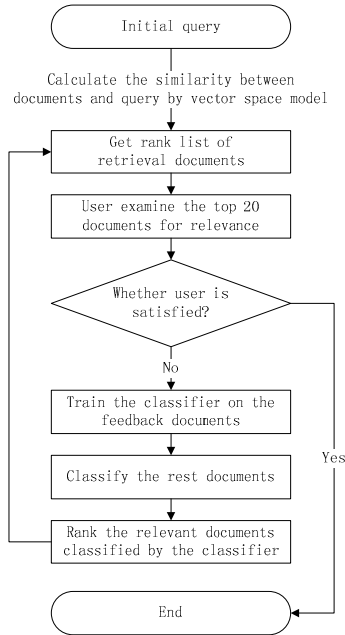 Initial query
Calculate the similarity between
documents and query by vector space model
Get rank list of
retrieval documents
User examine the top 20
documents for relevance
Whether user is
satisfied?
No
Train the classifier on the
feedback documents
Yes
Classify the rest documents
Rank the relevant documents
classified by the classifier
End